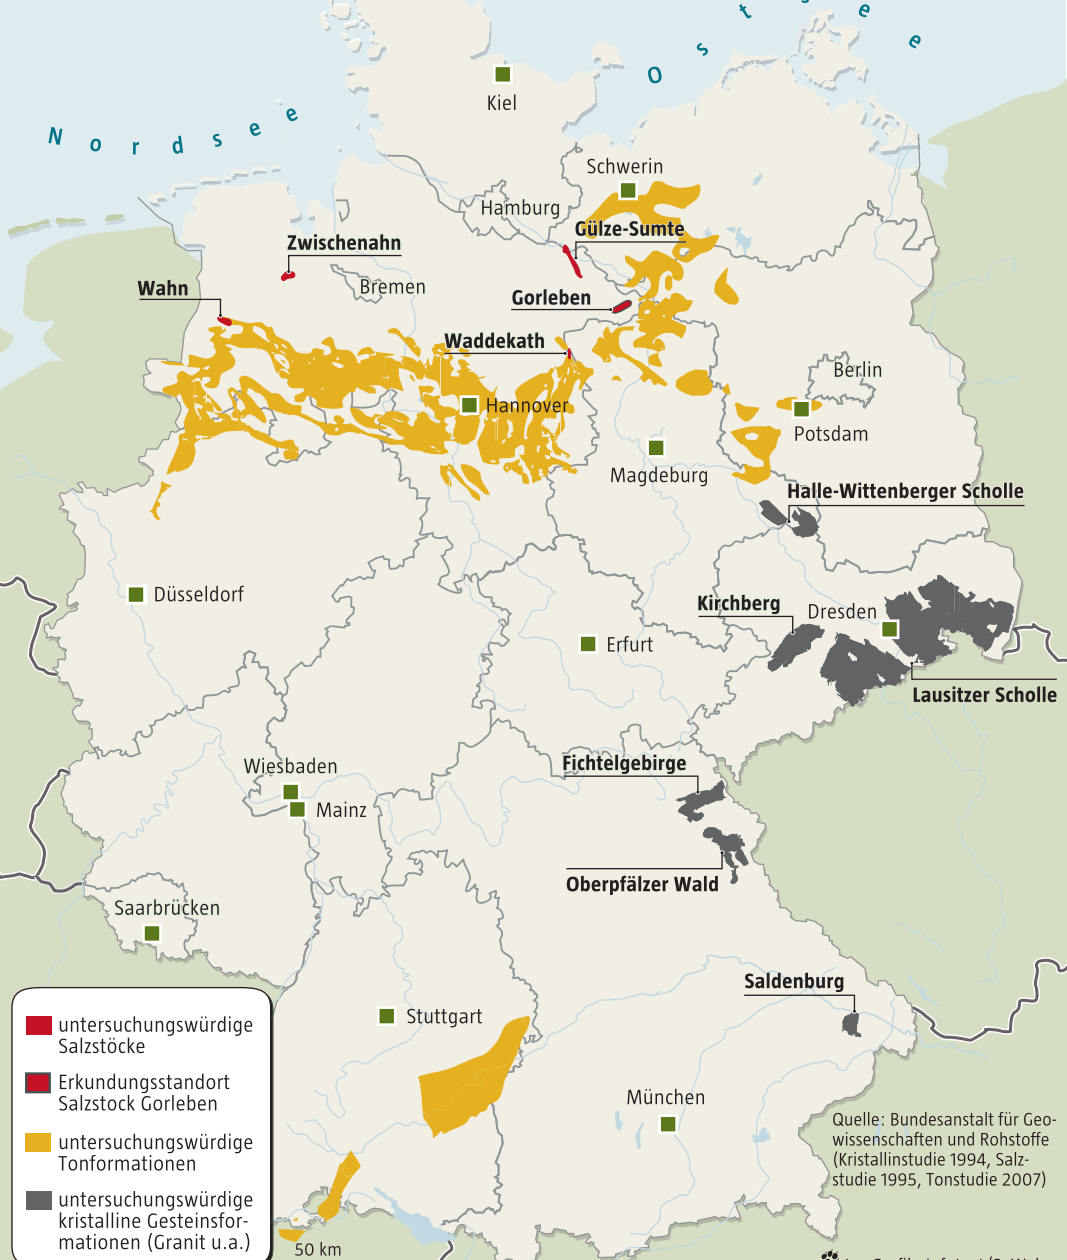 Nordsee
Ostsee
Kiel
Schwerin
Hamburg
Gülze-Sumte
Zwischenahn
Wahn
Bremen
Gorleben
Waddekath
Berlin
Hannover
Potsdam
Magdeburg
Halle-Wittenberger Scholle
Düsseldorf
Kirchberg
Dresden
Erfurt
Lausitzer Scholle
Fichtelgebirge
Wiesbaden
Mainz
Oberpfälzer Wald
Saarbrücken
Saldenburg
Stuttgart
München
untersuchungswürdige
Salzstöcke
Erkundungsstandort
Salzstock Gorleben
untersuchungswürdige
Tonformationen
untersuchungswürdige
kristalline Gesteinsfor-
mationen (Granit u.a.)
50 km
Quelle: Bundesanstalt für Geo-
wissenschaften und Rohstoffe
(Kristallinstudie 1994, Salz-
studie 1995, Tonstudie 2007)